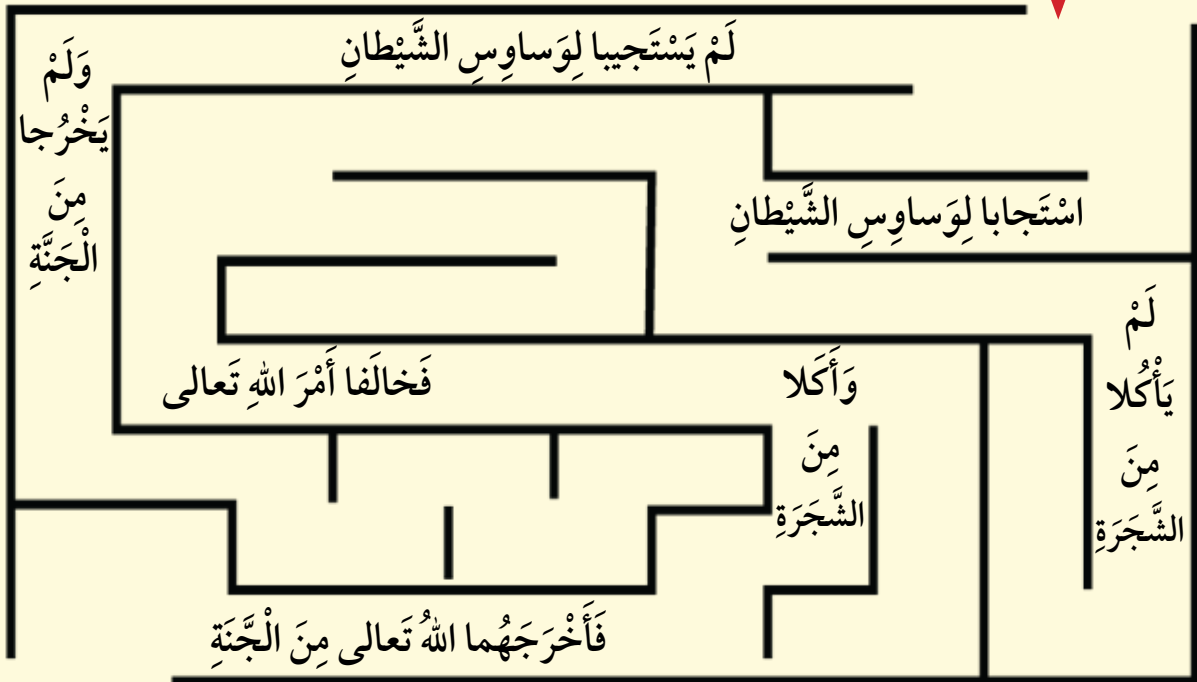 لَمْ يَسْتَجيبا لِوَساوِسِ الشَّيْطانِ
وَلَمْ
يَخْرُجا
مِنَ
الْجَنَّةِ
اسْتَجابا لِوَساوِسِ الشَّيْطانِ
لَمْ
يَأْكُلا
مِنَ
الشَّجَرَةِ
وَأَكَلا
مِنَ
الشَّجَرَةِ
فَخالَفا أَمْرَ اللهِ تَعالى
فَأَخْرَجَهُما اللهُ تَعالى مِنَ الْجَّنَةِ